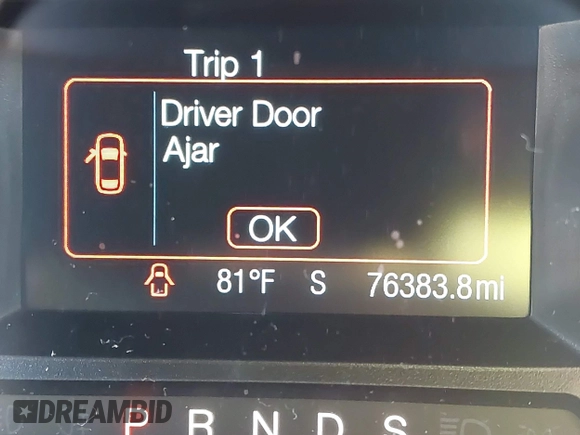 Trip 1
Driver Door
Ajar
OK
81°F S 76383.8mi
P R N D S
DREAMBID